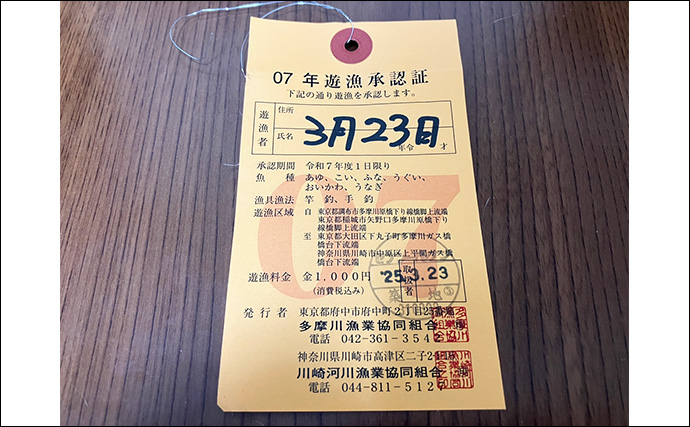 07年遊漁承認証
下記の通り遊漁を承認します。
遊漁者
住所
氏名
3月23日
年令 才
承認期間 令和7年度1日限り
魚種 あゆ、こい、ふな、うぐい、
おいかわ、うなぎ
漁具漁法 竿釣、手釣
遊漁区域 自 東京都調布市多摩川原橋下り線橋脚上流端
東京都稲城市矢野口多摩川原橋下り
線橋脚上流端
至 東京都大田区下丸子町多摩川ガス橋
橋台下流端
神奈川県川崎市中原区上平間ガス橋
橋台下流端
遊漁料金 金1,000円
(消費税込み)
取扱者
'25.3.23
築地
07
発行者 東京都府中市府中町2丁目
多摩川漁業協同組合
電話 042-361-354
神奈川県川崎市高津区二子2
川崎河川漁業協同組合
電話 044-811-512